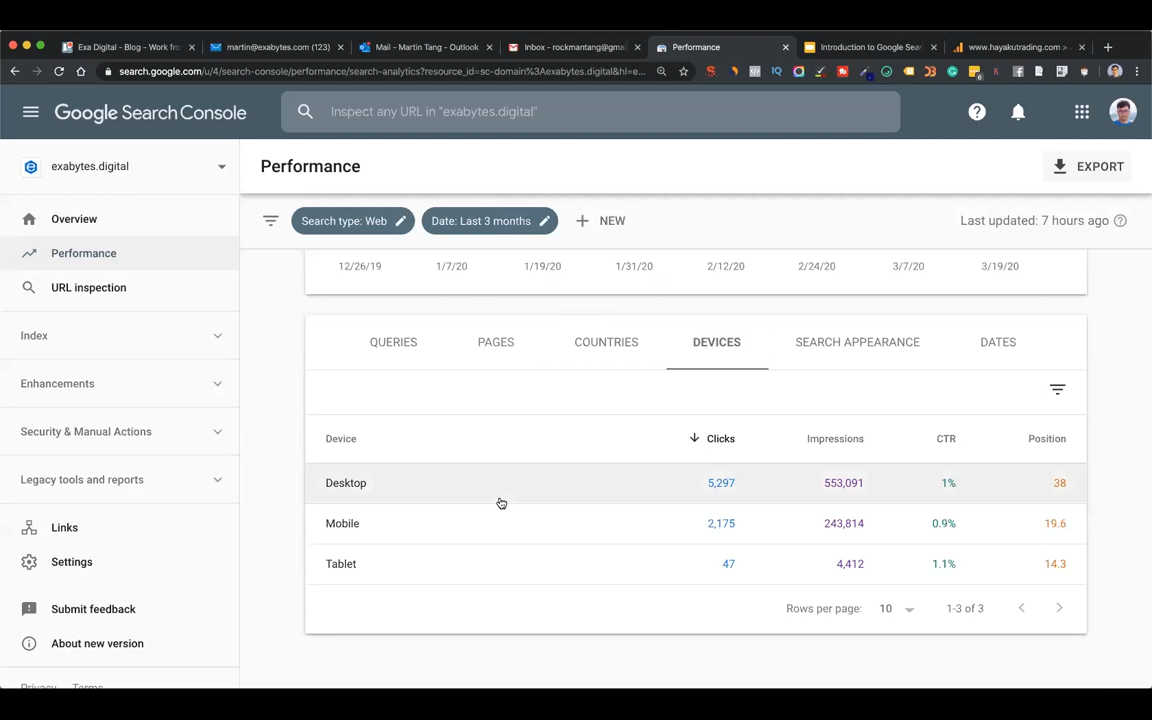 Exa Digital - Blog - Work fr
martin@exabytes.com (123)
Mail - Martin Tang - Outlook
Inbox - rockmantang@gm
Performance
Introduction to Google Sear
www.hayakutrading.com >
search.google.com/u/4/search-console/performance/search-analytics?resource_id=sc-domain%3Aexabytes.digital&hl=e...
Google Search Console
Inspect any URL in "exabytes.digital"
exabytes.digital
Performance
EXPORT
Overview
Performance
URL inspection
Index
Enhancements
Security & Manual Actions
Legacy tools and reports
Links
Settings
Submit feedback
About new version
Privacy Terms
Search type: Web
Date: Last 3 months
NEW
Last updated: 7 hours ago
12/26/19 1/7/20 1/19/20 1/31/20 2/12/20 2/24/20 3/7/20 3/19/20
QUERIES PAGES COUNTRIES DEVICES SEARCH APPEARANCE DATES
Device Clicks Impressions CTR Position
Desktop 5,297 553,091 1% 38
Mobile 2,175 243,814 0.9% 19.6
Tablet 47 4,412 1.1% 14.3
Rows per page: 10 1-3 of 3